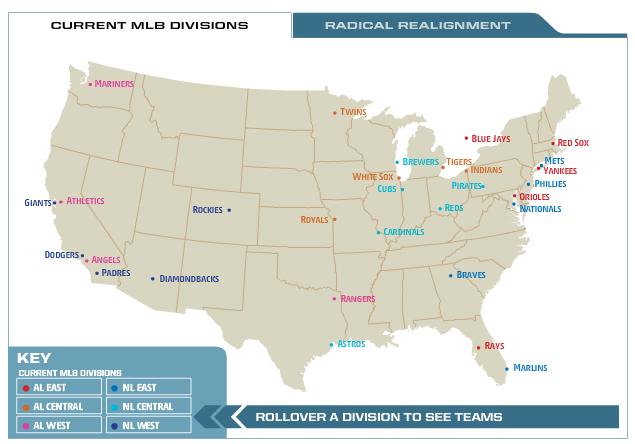 CURRENT MLB DIVISIONS
RADICAL REALIGNMENT
MARINERS
TWINS
BLUE JAYS
RED SOX
BREWERS
TIGERS
METS
YANKEES
WHITE SOX
INDIANS
CUBS
PIRATES
PHILLIES
GIANTS
ATHLETICS
ORIOLES
ROCKIES
REDS
NATIONALS
ROYALS
CARDINALS
DODGERS
ANGELS
PADRES
DIAMONDBACKS
BRAVES
RANGERS
ASTROS
RAYS
MARLINS
KEY
CURRENT MLB DIVISIONS
AL EAST
NL EAST
AL CENTRAL
NL CENTRAL
AL WEST
NL WEST
ROLLOVER A DIVISION TO SEE TEAMS